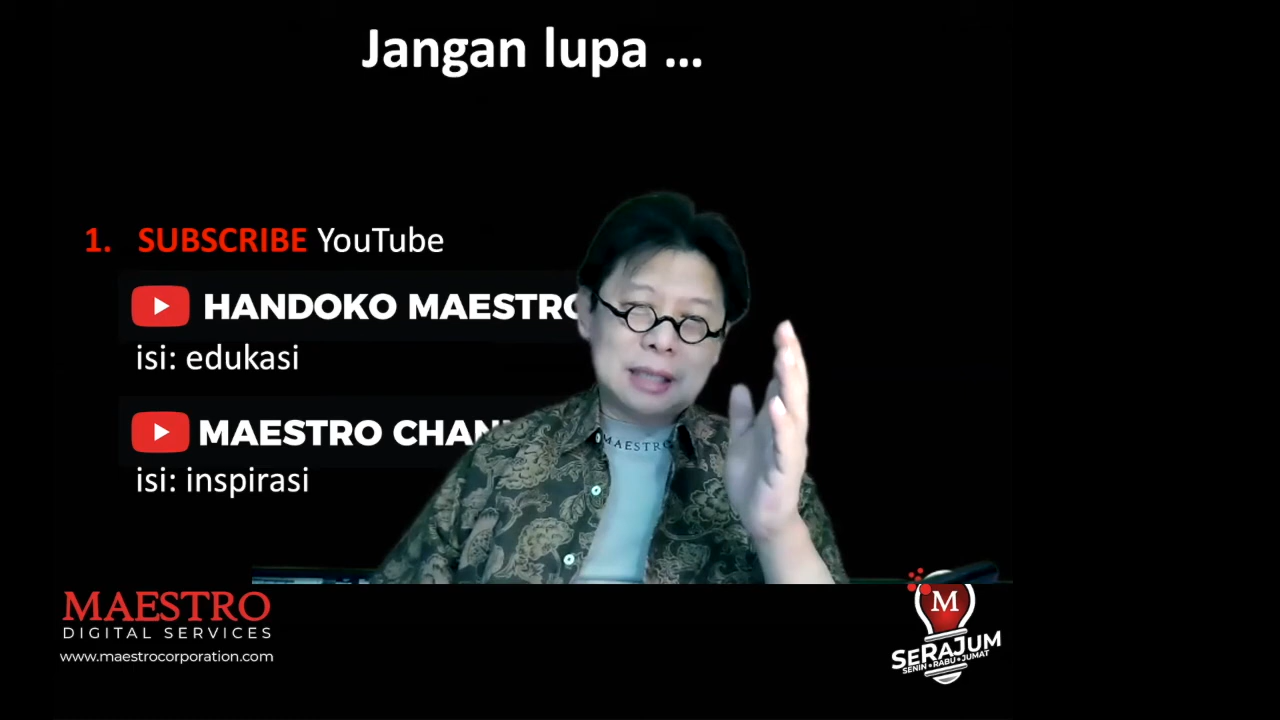 Jangan lupa ...
1. SUBSCRIBE YouTube
HANDOKO MAESTRO
isi: edukasi
MAESTRO
isi: inspirasi
MAESTRO
MAESTRO
DIGITAL SERVICES
www.maestrocorporation.com
M
SERAJUM
SENIN • RABU • JUMAT